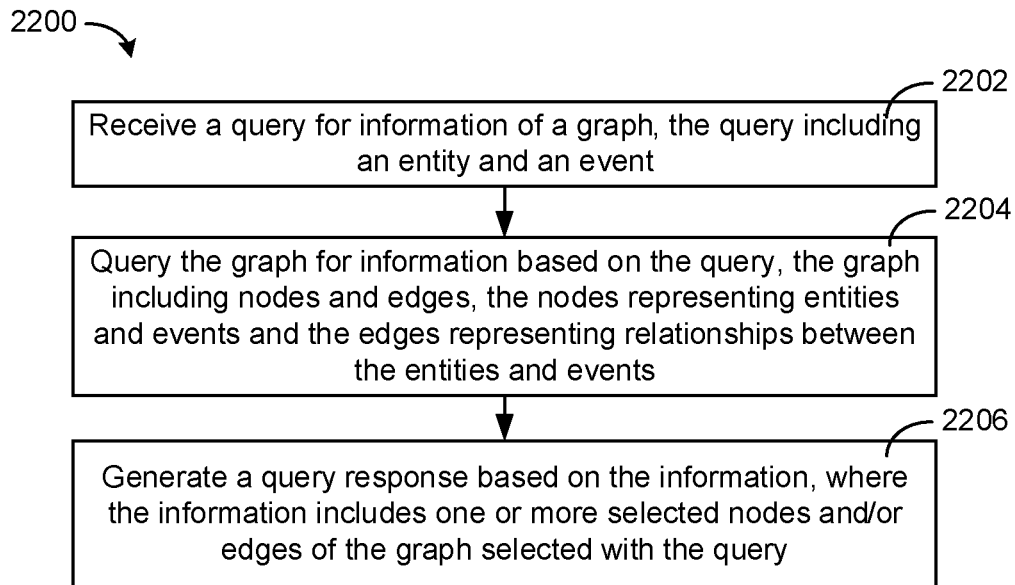 2200
2202
Receive a query for information of a graph, the query including
an entity and an event
2204
Query the graph for information based on the query, the graph
including nodes and edges, the nodes representing entities
and events and the edges representing relationships between
the entities and events
2206
Generate a query response based on the information, where
the information includes one or more selected nodes and/or
edges of the graph selected with the query